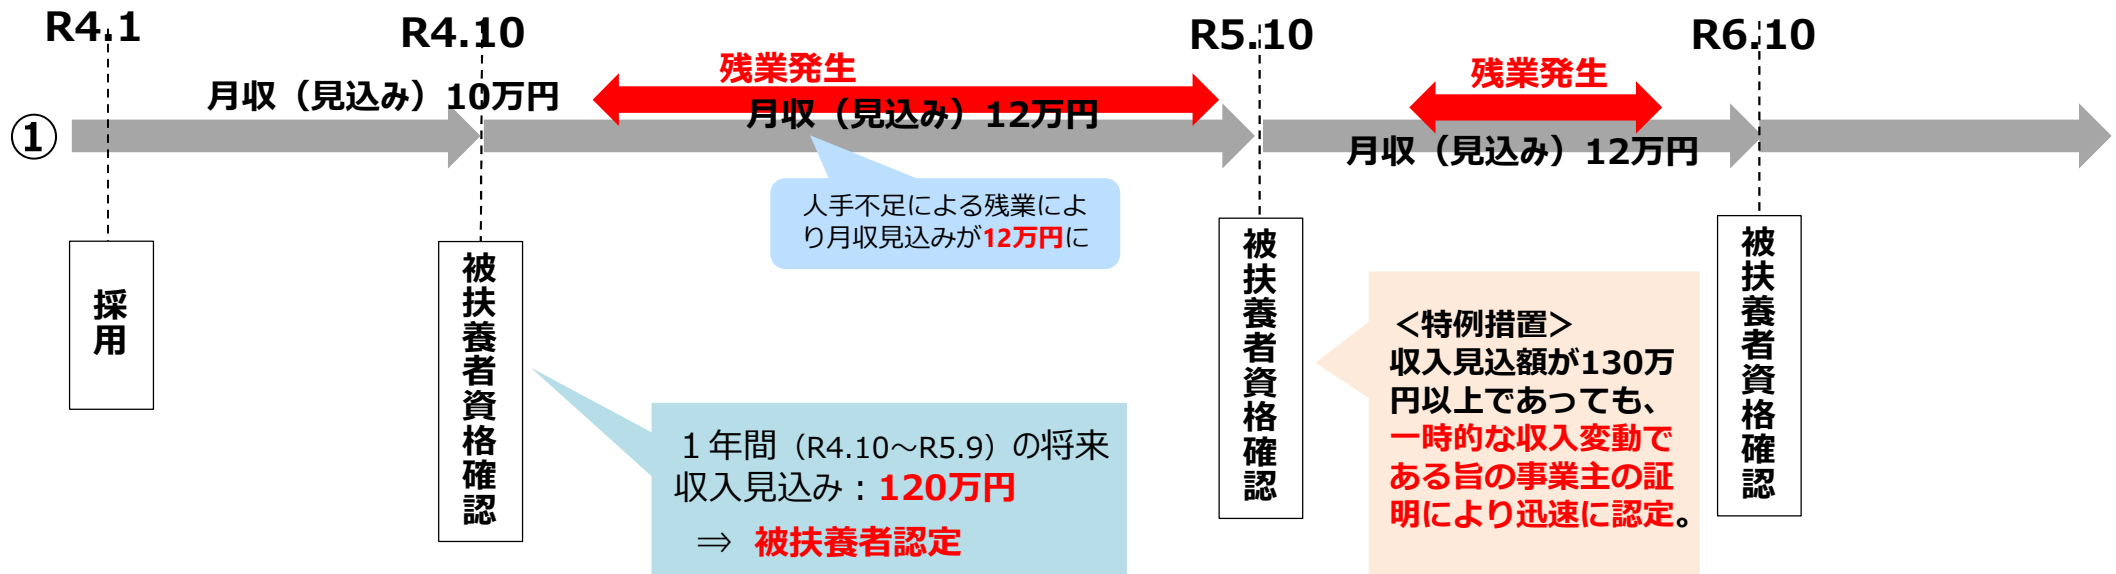 R4.1
R4.10
R5.10
R6.10
残業発生
残業発生
月収（見込み）10万円
月収（見込み）12万円
月収（見込み）12万円
①
人手不足による残業によ
り月収見込みが12万円に
採用
被扶養者資格確認
被扶養者資格確認
被扶養者資格確認
１年間（R4.10～R5.9）の将来
収入見込み：120万円
⇒ 被扶養者認定
＜特例措置＞
収入見込額が130万
円以上であっても、
一時的な収入変動で
ある旨の事業主の証
明により迅速に認定。